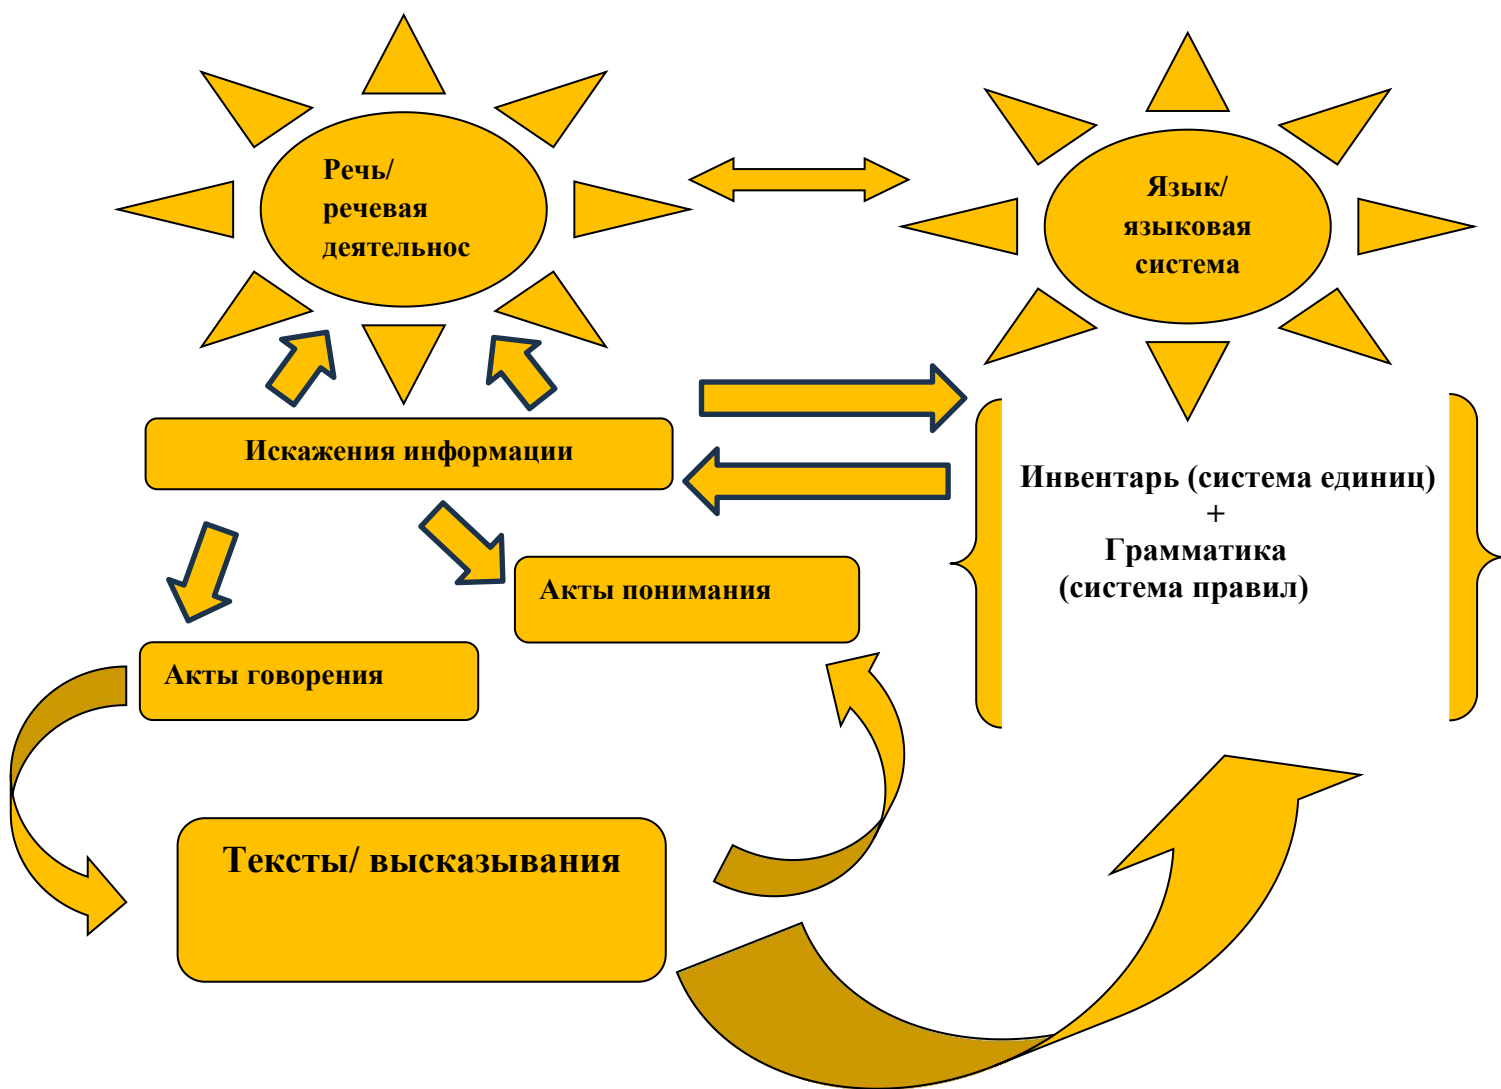 Речь/
речевая
деятельнос
Язык/
языковая
система
Искажения информации
Инвентарь (система единиц)
+
Грамматика
(система правил)
Акты понимания
Акты говорения
Тексты/ высказывания